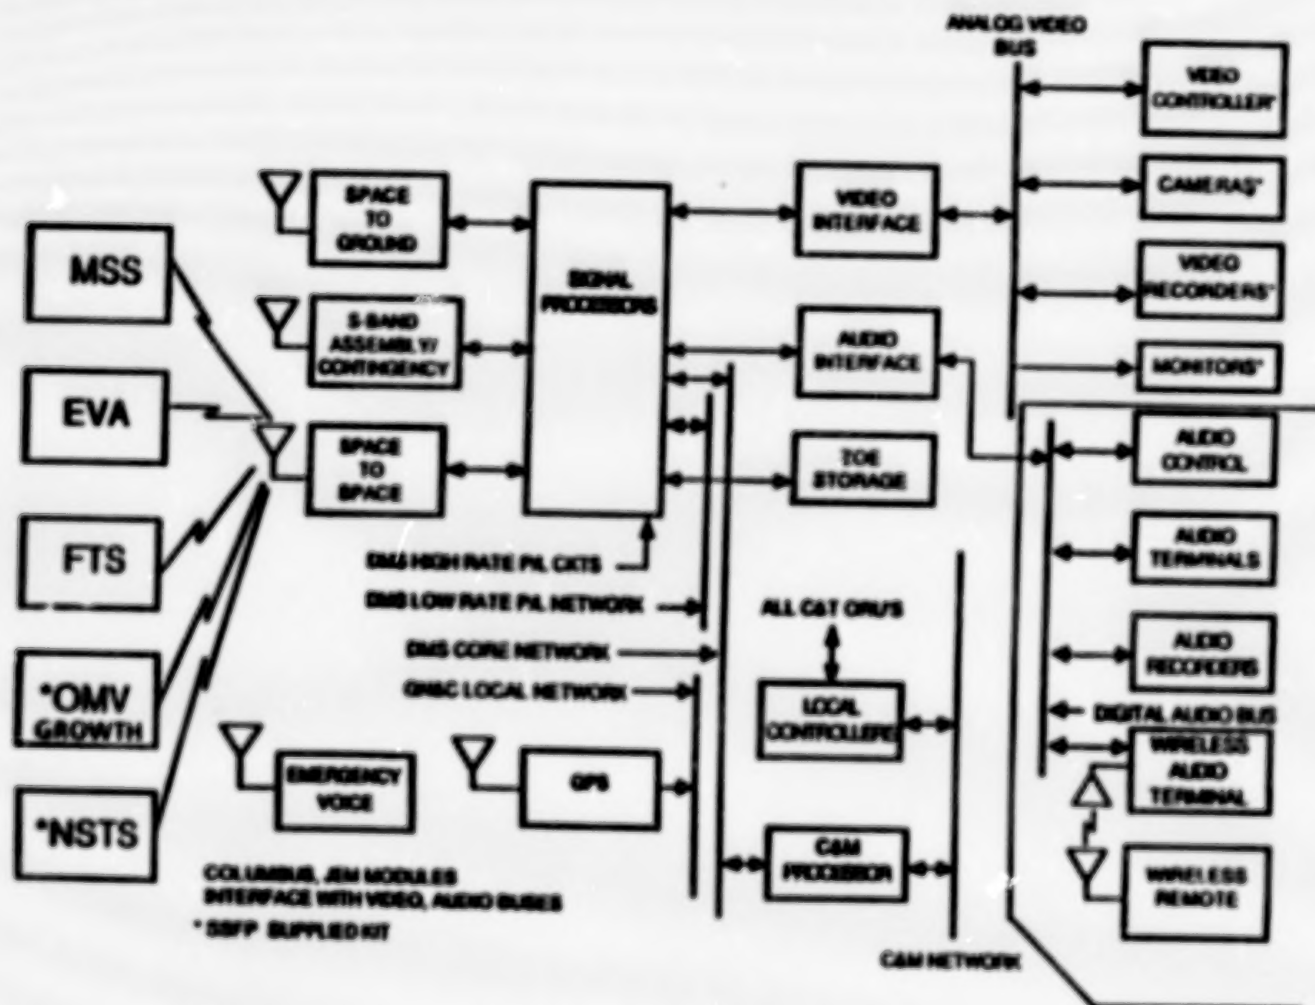 ANALOG VIDEO
BUS
VIDEO
CONTROLLER*
CAMERAS*
VIDEO
RECORDERS*
MONITORS*
SPACE
TO
GROUND
S-BAND
ASSEMBLY/
CONTINGENCY
SPACE
TO
SPACE
SIGNAL
PROCESSORS
VIDEO
INTERFACE
AUDIO
INTERFACE
STORAGE
MSS
EVA
FTS
*OMV
GROWTH
*NSTS
DMS HIGH RATE P/L CKTS
DMS LOW RATE P/L NETWORK
DMS CORE NETWORK
GN&C LOCAL NETWORK
ALL C&T ORU'S
LOCAL
CONTROLLERS
AUDIO
CONTROL
AUDIO
TERMINALS
AUDIO
RECORDERS
DIGITAL AUDIO BUS
WIRELESS
AUDIO
TERMINAL
WIRELESS
REMOTE
EMERGENCY
VOICE
GPS
C&M
PROCESSOR
C&M NETWORK
COLUMBUS, JEM MODULES
INTERFACE WITH VIDEO, AUDIO BUSES
* SSFP SUPPLIED KIT